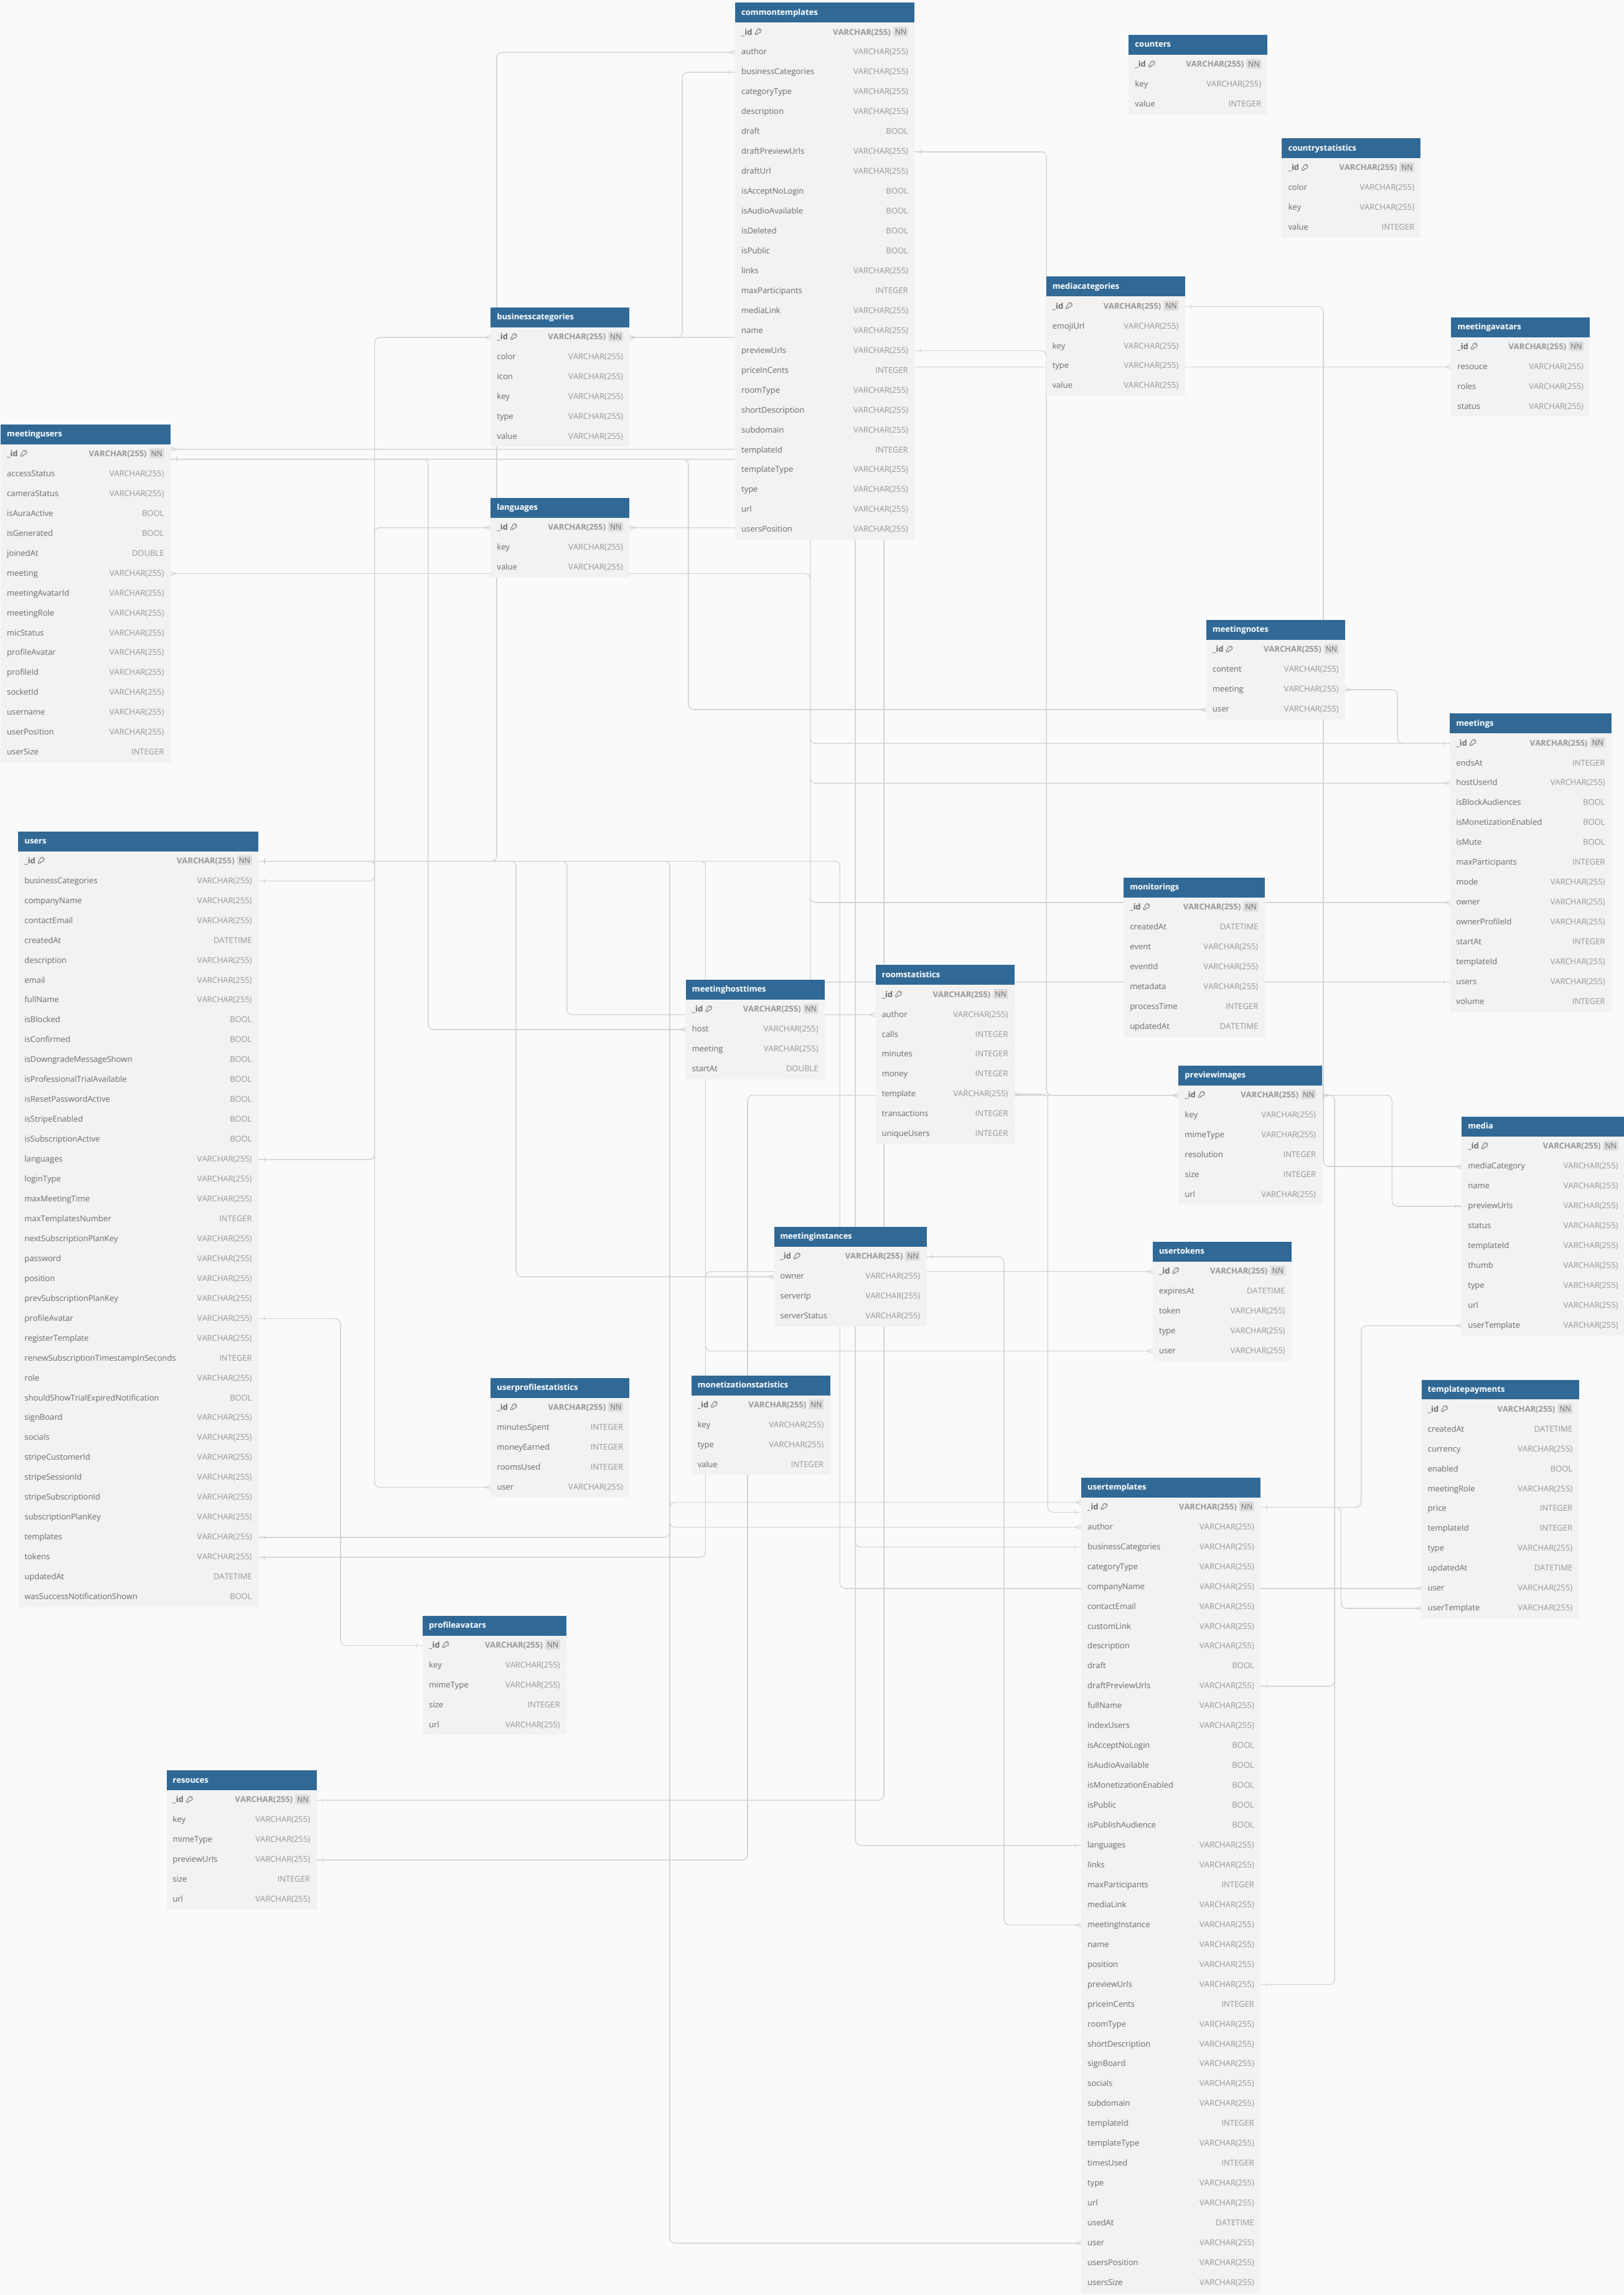 commontemplates
_id VARCHAR(255) NN
author VARCHAR(255)
businessCategories VARCHAR(255)
categoryType VARCHAR(255)
description VARCHAR(255)
draft BOOL
draftPreviewUrls VARCHAR(255)
draftUrl VARCHAR(255)
isAcceptNoLogin BOOL
isAudioAvailable BOOL
isDeleted BOOL
isPublic BOOL
links VARCHAR(255)
maxParticipants INTEGER
mediaLink VARCHAR(255)
name VARCHAR(255)
previewUrls VARCHAR(255)
priceInCents INTEGER
roomType VARCHAR(255)
shortDescription VARCHAR(255)
subdomain VARCHAR(255)
templateId INTEGER
templateType VARCHAR(255)
type VARCHAR(255)
url VARCHAR(255)
usersPosition VARCHAR(255)
counters
_id VARCHAR(255) NN
key VARCHAR(255)
value INTEGER
countrystatistics
_id VARCHAR(255) NN
color VARCHAR(255)
key VARCHAR(255)
value INTEGER
mediacategories
_id VARCHAR(255) NN
emojiUrl VARCHAR(255)
key VARCHAR(255)
type VARCHAR(255)
value VARCHAR(255)
businesscategories
_id VARCHAR(255) NN
color VARCHAR(255)
icon VARCHAR(255)
key VARCHAR(255)
type VARCHAR(255)
value VARCHAR(255)
meetingavatars
_id VARCHAR(255) NN
resouce VARCHAR(255)
roles VARCHAR(255)
status VARCHAR(255)
meetingusers
_id VARCHAR(255) NN
accessStatus VARCHAR(255)
cameraStatus VARCHAR(255)
isAuraActive BOOL
isGenerated BOOL
joinedAt DOUBLE
meeting VARCHAR(255)
meetingAvatarId VARCHAR(255)
meetingRole VARCHAR(255)
micStatus VARCHAR(255)
profileAvatar VARCHAR(255)
profileId VARCHAR(255)
socketId VARCHAR(255)
username VARCHAR(255)
userPosition VARCHAR(255)
userSize INTEGER
languages
_id VARCHAR(255) NN
key VARCHAR(255)
value VARCHAR(255)
meetingnotes
_id VARCHAR(255) NN
content VARCHAR(255)
meeting VARCHAR(255)
user VARCHAR(255)
meetings
_id VARCHAR(255) NN
endsAt INTEGER
hostUserId VARCHAR(255)
isBlockAudiences BOOL
isMonetizationEnabled BOOL
isMute BOOL
maxParticipants INTEGER
mode VARCHAR(255)
owner VARCHAR(255)
ownerProfileId VARCHAR(255)
startAt INTEGER
templateId VARCHAR(255)
users VARCHAR(255)
volume INTEGER
users
_id VARCHAR(255) NN
businessCategories VARCHAR(255)
companyName VARCHAR(255)
contactEmail VARCHAR(255)
createdAt DATETIME
description VARCHAR(255)
email VARCHAR(255)
fullName VARCHAR(255)
isBlocked BOOL
isConfirmed BOOL
isDowngradeMessageShown BOOL
isProfessionalTrialAvailable BOOL
isResetPasswordActive BOOL
isStripeEnabled BOOL
isSubscriptionActive BOOL
languages VARCHAR(255)
loginType VARCHAR(255)
maxMeetingTime VARCHAR(255)
maxTemplatesNumber INTEGER
nextSubscriptionPlanKey VARCHAR(255)
password VARCHAR(255)
position VARCHAR(255)
prevSubscriptionPlanKey VARCHAR(255)
profileAvatar VARCHAR(255)
registerTemplate VARCHAR(255)
renewSubscriptionTimestampInSeconds INTEGER
role VARCHAR(255)
shouldShowTrialExpiredNotification BOOL
signBoard VARCHAR(255)
socials VARCHAR(255)
stripeCustomerId VARCHAR(255)
stripeSessionId VARCHAR(255)
stripeSubscriptionId VARCHAR(255)
subscriptionPlanKey VARCHAR(255)
templates VARCHAR(255)
tokens VARCHAR(255)
updatedAt DATETIME
wasSuccessNotificationShown BOOL
monitorings
_id VARCHAR(255) NN
createdAt DATETIME
event VARCHAR(255)
eventId VARCHAR(255)
metadata VARCHAR(255)
processTime INTEGER
updatedAt DATETIME
roomstatistics
_id VARCHAR(255) NN
author VARCHAR(255)
calls INTEGER
minutes INTEGER
money INTEGER
template VARCHAR(255)
transactions INTEGER
uniqueUsers INTEGER
meetinghosttimes
_id VARCHAR(255) NN
host VARCHAR(255)
meeting VARCHAR(255)
startAt DOUBLE
previewimages
_id VARCHAR(255) NN
key VARCHAR(255)
mimeType VARCHAR(255)
resolution INTEGER
size INTEGER
url VARCHAR(255)
media
_id VARCHAR(255) NN
mediaCategory VARCHAR(255)
name VARCHAR(255)
previewUrls VARCHAR(255)
status VARCHAR(255)
templateId VARCHAR(255)
thumb VARCHAR(255)
type VARCHAR(255)
url VARCHAR(255)
userTemplate VARCHAR(255)
meetinginstances
_id VARCHAR(255) NN
owner VARCHAR(255)
serverIp VARCHAR(255)
serverStatus VARCHAR(255)
usertokens
_id VARCHAR(255) NN
expiresAt DATETIME
token VARCHAR(255)
type VARCHAR(255)
user VARCHAR(255)
userprofilestatistics
_id VARCHAR(255) NN
minutesSpent INTEGER
moneyEarned INTEGER
roomsUsed INTEGER
user VARCHAR(255)
monetizationstatistics
_id VARCHAR(255) NN
key VARCHAR(255)
type VARCHAR(255)
value INTEGER
templatepayments
_id VARCHAR(255) NN
createdAt DATETIME
currency VARCHAR(255)
enabled BOOL
meetingRole VARCHAR(255)
price INTEGER
templateId INTEGER
type VARCHAR(255)
updatedAt DATETIME
user VARCHAR(255)
userTemplate VARCHAR(255)
usertemplates
_id VARCHAR(255) NN
author VARCHAR(255)
businessCategories VARCHAR(255)
categoryType VARCHAR(255)
companyName VARCHAR(255)
contactEmail VARCHAR(255)
customLink VARCHAR(255)
description VARCHAR(255)
draft BOOL
draftPreviewUrls VARCHAR(255)
fullName VARCHAR(255)
indexUsers VARCHAR(255)
isAcceptNoLogin BOOL
isAudioAvailable BOOL
isMonetizationEnabled BOOL
isPublic BOOL
isPublishAudience BOOL
languages VARCHAR(255)
links VARCHAR(255)
maxParticipants INTEGER
mediaLink VARCHAR(255)
meetingInstance VARCHAR(255)
name VARCHAR(255)
position VARCHAR(255)
previewUrls VARCHAR(255)
priceInCents INTEGER
roomType VARCHAR(255)
shortDescription VARCHAR(255)
signBoard VARCHAR(255)
socials VARCHAR(255)
subdomain VARCHAR(255)
templateId INTEGER
templateType VARCHAR(255)
timesUsed INTEGER
type VARCHAR(255)
url VARCHAR(255)
usedAt DATETIME
user VARCHAR(255)
usersPosition VARCHAR(255)
usersSize VARCHAR(255)
profileavatars
_id VARCHAR(255) NN
key VARCHAR(255)
mimeType VARCHAR(255)
size INTEGER
url VARCHAR(255)
resouces
_id VARCHAR(255) NN
key VARCHAR(255)
mimeType VARCHAR(255)
previewUrls VARCHAR(255)
size INTEGER
url VARCHAR(255)